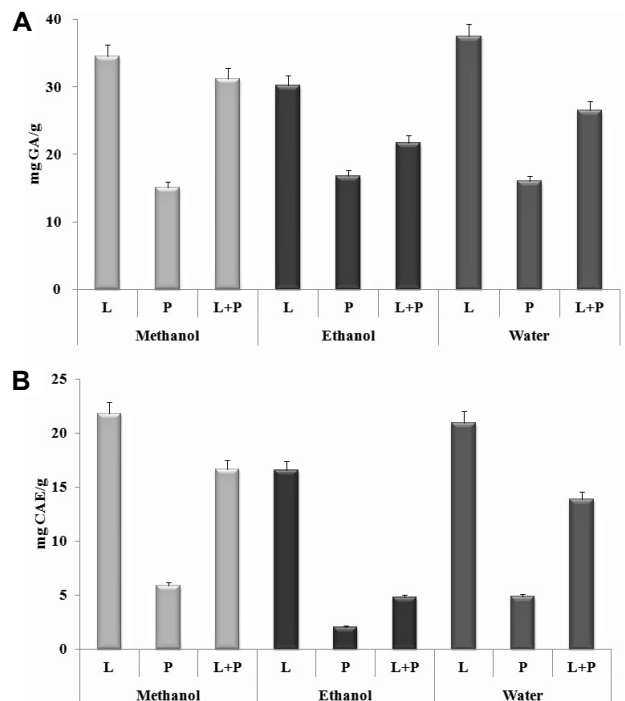 A
mg GA/g
40
30
20
10
0
L P L+P L P L+P L P L+P
Methanol Ethanol Water
B
mg CAE/g
25
20
15
10
5
0
L P L+P L P L+P L P L+P
Methanol Ethanol Water